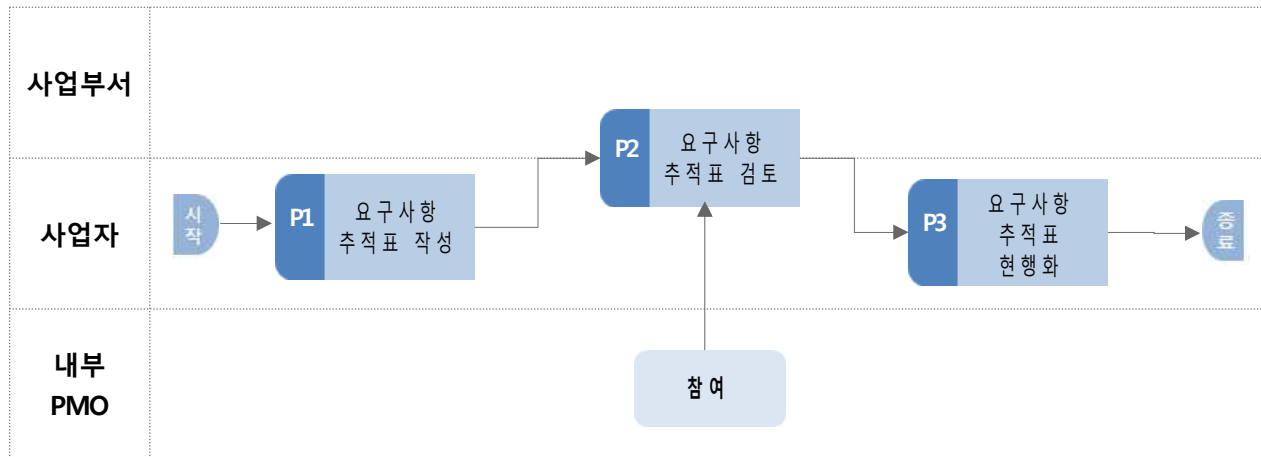 사업부서
P2
요구사항
추적표 검토
사업자
시
작
P1
요구사항
추적표 작성
P3
요구사항
추적표
현행화
종
료
내부
PMO
참여